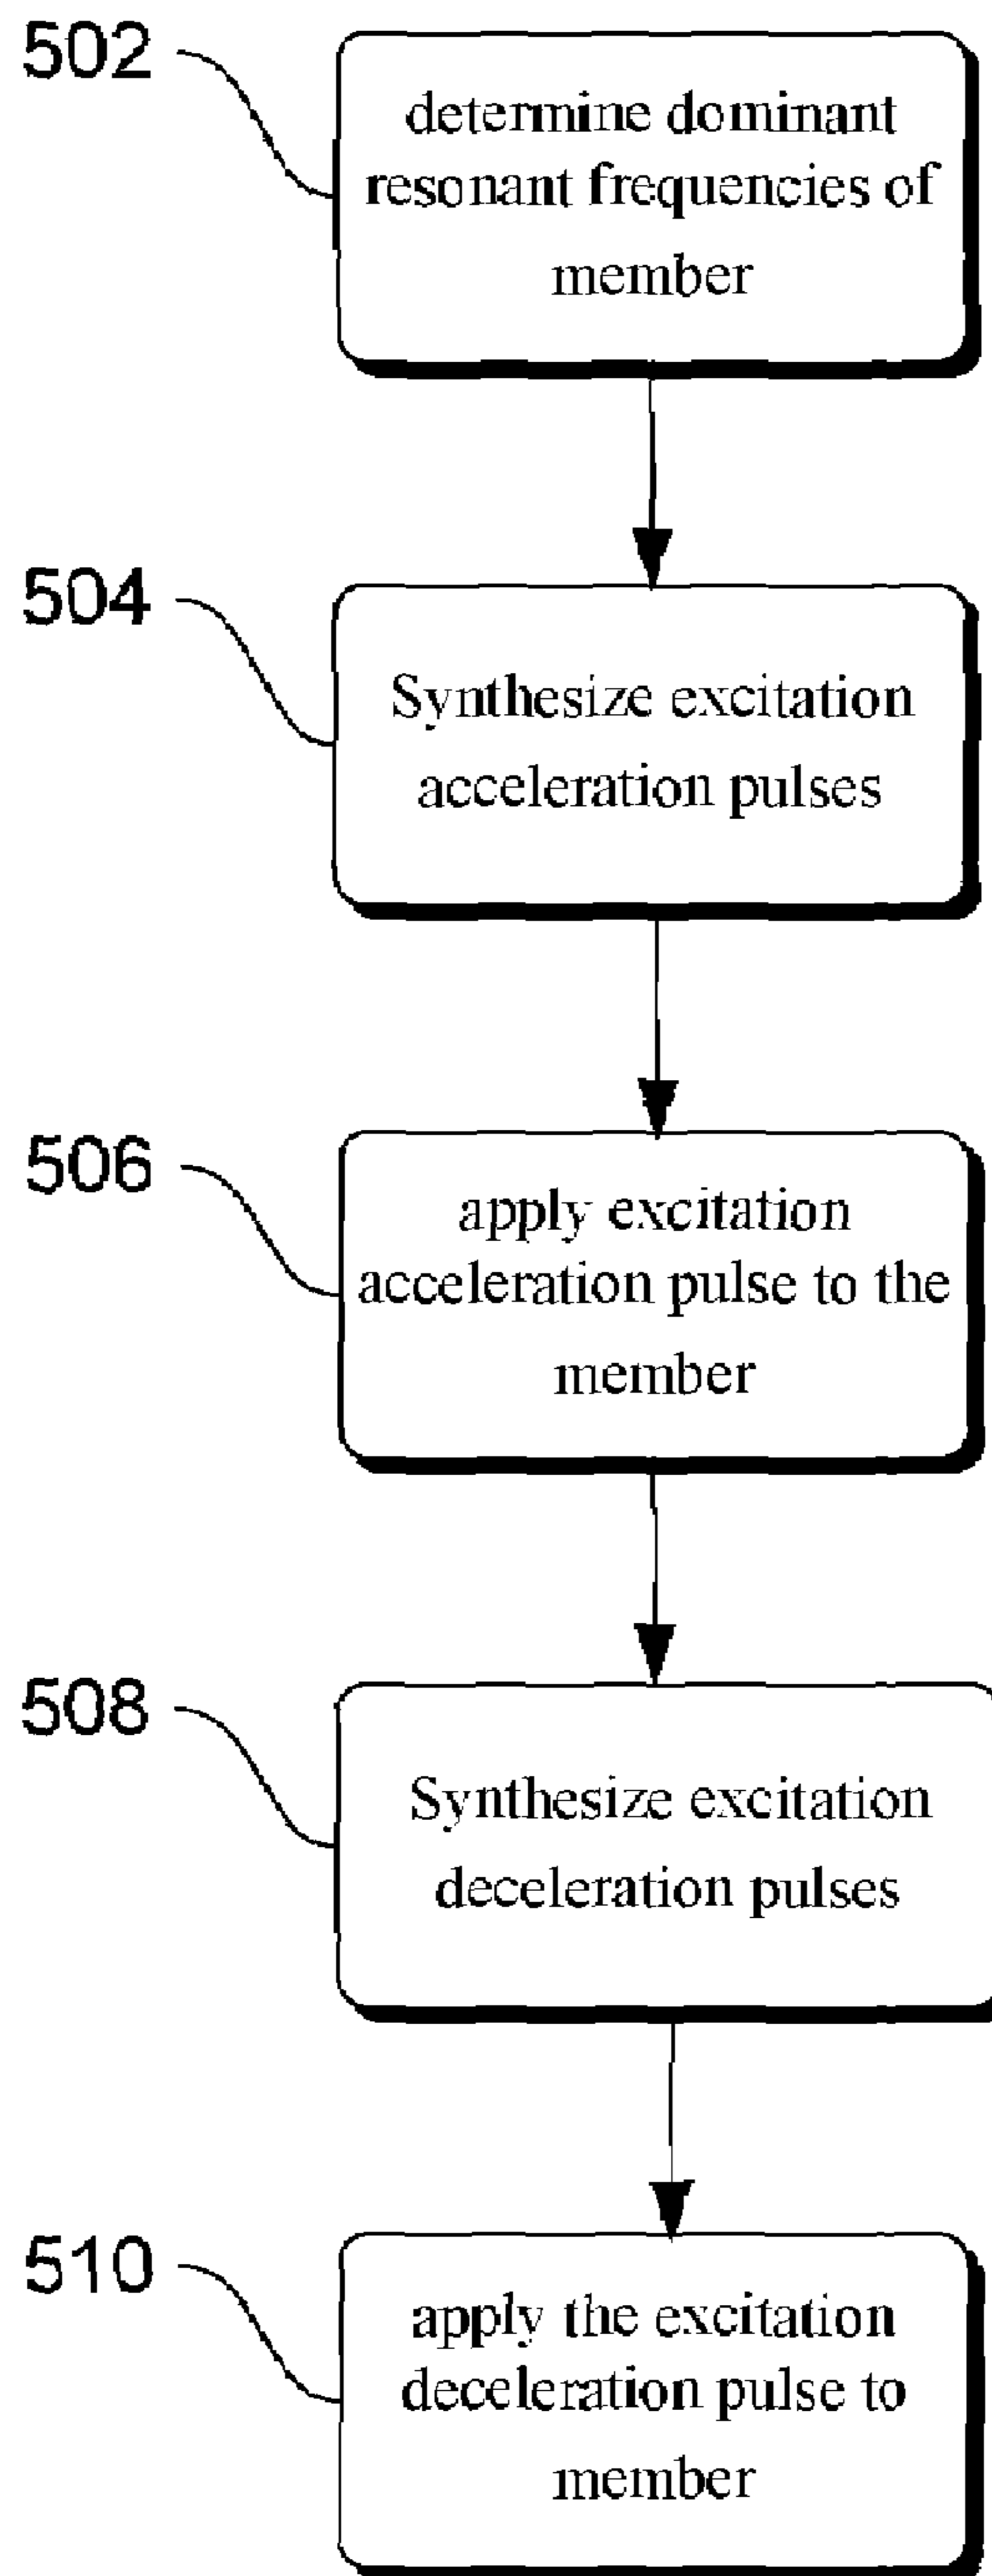 502
determine dominant
resonant frequencies of
member
504
Synthesize excitation
acceleration pulses
506
apply excitation
acceleration pulse to the
member
508
Synthesize excitation
deceleration pulses
510
apply the excitation
deceleration pulse to
member